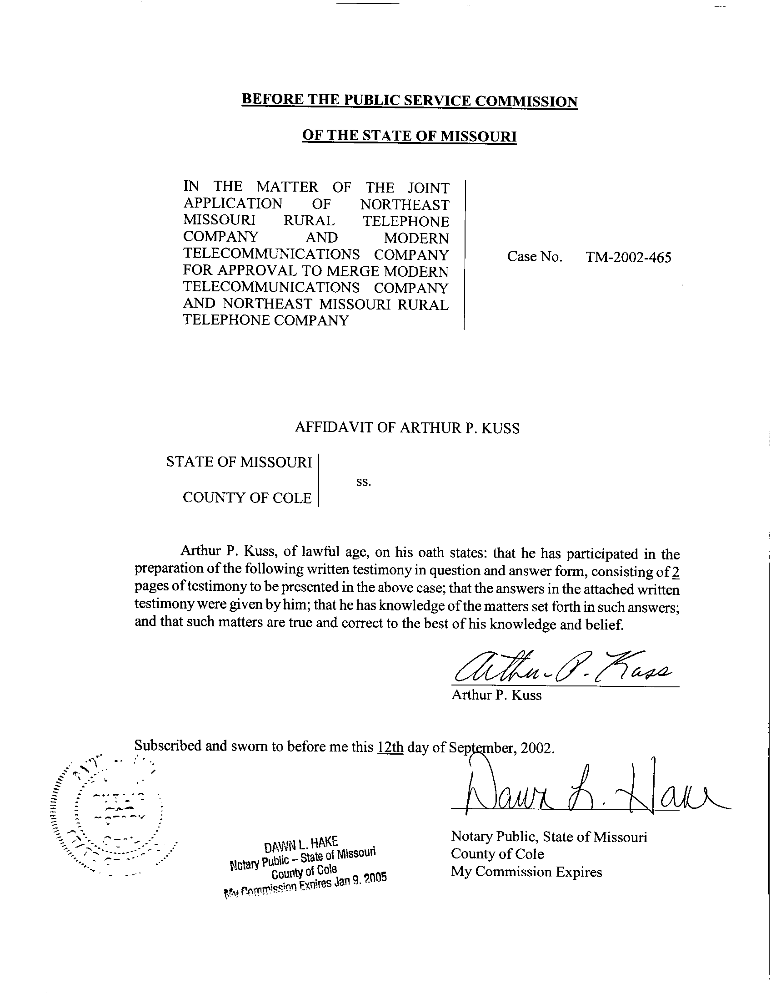 BEFORE THE PUBLIC SERVICE COMMISSION
OF THE STATE OF MISSOURI
IN THE MATTER OF THE JOINT
APPLICATION OF NORTHEAST
MISSOURI RURAL TELEPHONE
COMPANY AND MODERN
TELECOMMUNICATIONS COMPANY
FOR APPROVAL TO MERGE MODERN
TELECOMMUNICATIONS COMPANY
AND NORTHEAST MISSOURI RURAL
TELEPHONE COMPANY
Case No. TM-2002-465
AFFIDAVIT OF ARTHUR P. KUSS
STATE OF MISSOURI
ss.
COUNTY OF COLE
Arthur P. Kuss, of lawful age, on his oath states: that he has participated in the
preparation of the following written testimony in question and answer form, consisting of 2
pages of testimony to be presented in the above case; that the answers in the attached written
testimony were given by him; that he has knowledge of the matters set forth in such answers;
and that such matters are true and correct to the best of his knowledge and belief.
Arthur P. Kuss
Arthur P. Kuss
Subscribed and sworn to before me this 12th day of September, 2002.
Dawn L. Hake
DAWN L. HAKE
Notary Public – State of Missouri
County of Cole
My Commission Expires Jan 9. 2005
Notary Public, State of Missouri
County of Cole
My Commission Expires